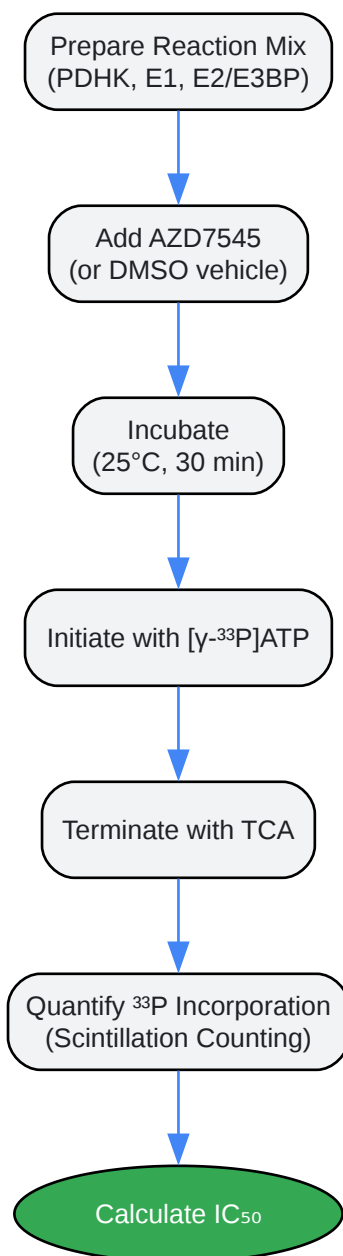 Prepare Reaction Mix
(PDHK, E1, E2/E3BP)
Add AZD7545
(or DMSO vehicle)
Incubate
(25°C, 30 min)
Initiate with [γ-³³P]ATP
Terminate with TCA
Quantify ³³P Incorporation
(Scintillation Counting)
Calculate IC₅₀